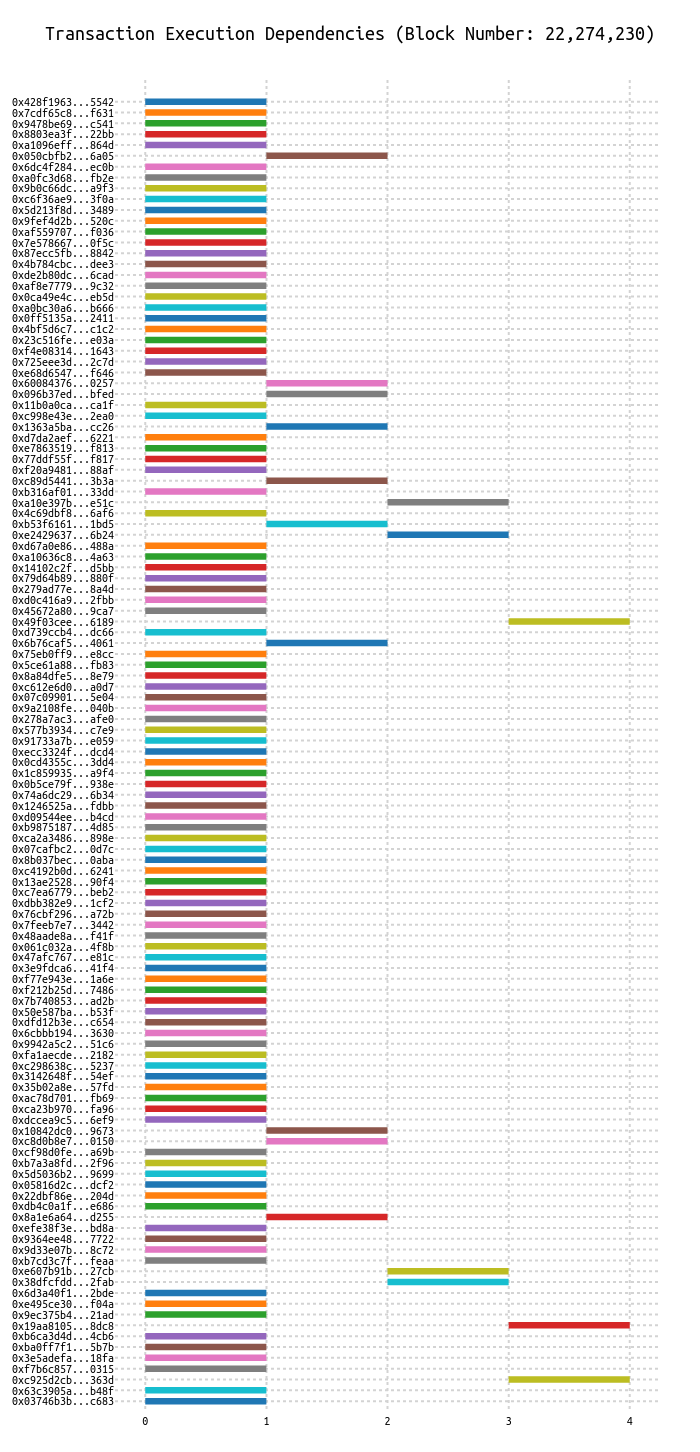 Transaction Execution Dependencies (Block Number: 22,274,230)
0x428f1963...5542
0x7cdf65c8...f631
0x9478be69...c541
0x8803ea3f...22bb
0xa1096eff...864d
0x050cbfb2...6a05
0x6dc4f284...ec0b
0xa0fc3d68...fb2e
0x9b0c66dc...a9f3
0xc6f36ae9...3f0a
0x5d213f8d...3489
0x9fef4d2b...520c
0xaf559707...f036
0x7e578667...0f5c
0x87ecc5fb...8842
0x4b784cbc...dee3
0xde2b80dc...6cad
0xaf8e7779...9c32
0x0ca49e4c...eb5d
0xa0bc30a6...b666
0x0ff5135a...2411
0x4bf5d6c7...c1c2
0x23c516fe...e03a
0xf4e08314...1643
0x725eee3d...2c7d
0xe68d6547...f646
0x60084376...0257
0x096b37ed...bfed
0x11b0a0ca...ca1f
0xc998e43e...2ea0
0x1363a5ba...cc26
0xd7da2aef...6221
0xe7863519...f813
0x77ddf55f...f817
0xf20a9481...88af
0xc89d5441...3b3a
0xb316af01...33dd
0xa10e397b...e51c
0x4c69dbf8...6af6
0xb53f6161...1bd5
0xe2429637...6b24
0xd67a0e86...488a
0xa10636c8...4a63
0x14102c2f...d5bb
0x79d64b89...880f
0x279ad77e...8a4d
0xd0c416a9...2fbb
0x45672a80...9ca7
0x49f03cee...6189
0xd739ccb4...dc66
0x6b76caf5...4061
0x75eb0ff9...e8cc
0x5ce61a88...fb83
0x8a84dfe5...8e79
0xc612e6d0...a0d7
0x07c09901...5e04
0x9a2108fe...040b
0x278a7ac3...afe0
0x577b3934...c7e9
0x91733a7b...e059
0xecc3324f...dcd4
0x0cd4355c...3dd4
0x1c859935...a9f4
0x0b5ce79f...938e
0x74a6dc29...6b34
0x1246525a...fdbb
0xd09544ee...b4cd
0xb9875187...4d85
0xca2a3486...898e
0x07cafbc2...0d7c
0x8b037bec...0aba
0xc4192b0d...6241
0x13ae2528...90f4
0xc7ea6779...beb2
0xdbb382e9...1cf2
0x76cbf296...a72b
0x7feeb7e7...3442
0x48aade8a...f41f
0x061c032a...4f8b
0x47afc767...e81c
0x3e9fdca6...41f4
0xf77e943e...1a6e
0xf212b25d...7486
0x7b740853...ad2b
0x50e587ba...b53f
0xdfd12b3e...c654
0x6cbbb194...3630
0x9942a5c2...51c6
0xfa1aecde...2182
0xc298638c...5237
0x3142648f...54ef
0x35b02a8e...57fd
0xac78d701...fb69
0xca23b970...fa96
0xdccea9c5...6ef9
0x10842dc0...9673
0xc8d0b8e7...0150
0xcf98d0fe...a69b
0xb7a3a8fd...2f96
0x5d5036b2...9699
0x05816d2c...dcf2
0x22dbf86e...204d
0xdb4c0a1f...e686
0x8a1e6a64...d255
0xefe38f3e...bd8a
0x9364ee48...7722
0x9d33e07b...8c72
0xb7cd3c7f...feaa
0xe607b91b...27cb
0x38dfcfdd...2fab
0x6d3a40f1...2bde
0xe495ce30...f04a
0x9ec375b4...21ad
0x19aa8105...8dc8
0xb6ca3d4d...4cb6
0xba0ff7f1...5b7b
0x3e5adefa...18fa
0xf7b6c857...0315
0xc925d2cb...363d
0x63c3905a...b48f
0x03746b3b...c683
0 1 2 3 4